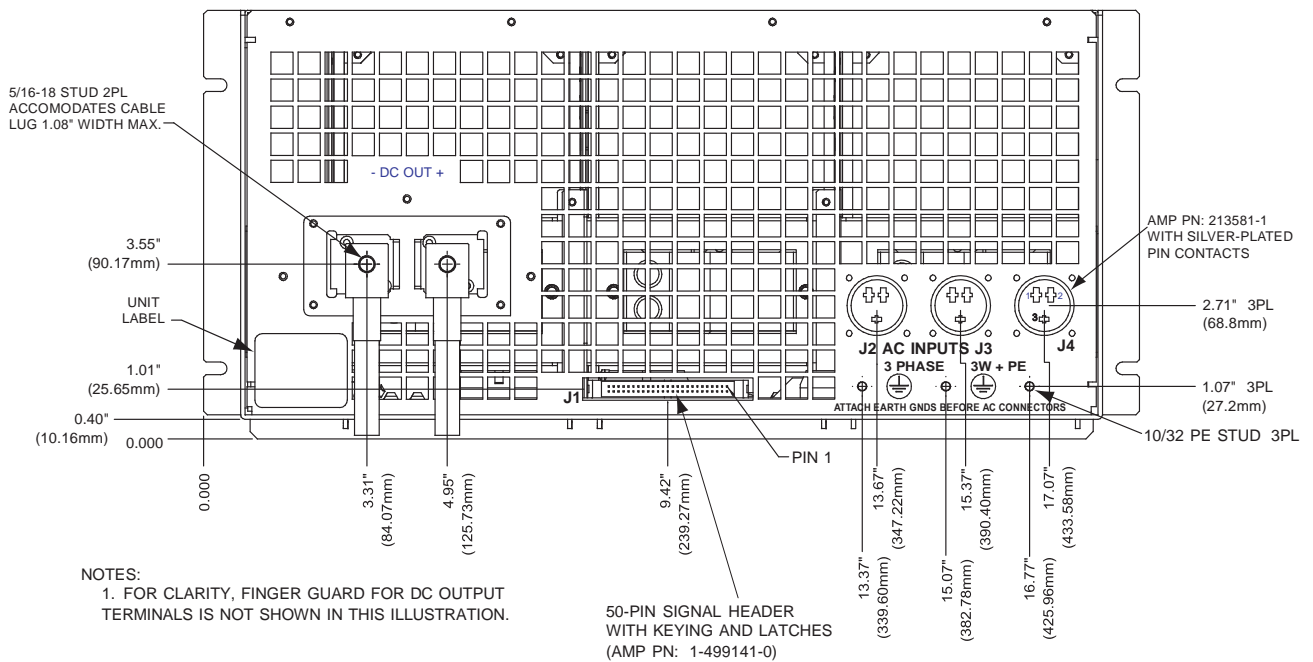 5/16-18 STUD 2PL
ACCOMODATES CABLE
LUG 1.08" WIDTH MAX.
- DC OUT +
3.55"
(90.17mm)
UNIT
LABEL
1.01"
(25.65mm)
0.40"
(10.16mm)
0.000
0.000
3.31"
(84.07mm)
4.95"
(125.73mm)
J1
9.42"
(239.27mm)
PIN 1
AMP PN: 213581-1
WITH SILVER-PLATED
PIN CONTACTS
1 2
3
2.71" 3PL
(68.8mm)
J2 AC INPUTS J3
J4
3 PHASE
3W + PE
1.07" 3PL
(27.2mm)
ATTACH EARTH GNDS BEFORE AC CONNECTORS
10/32 PE STUD 3PL
13.67"
(347.22mm)
15.37"
(390.40mm)
17.07"
(433.58mm)
13.37"
(339.60mm)
15.07"
(382.78mm)
16.77"
(425.96mm)
NOTES:
1. FOR CLARITY, FINGER GUARD FOR DC OUTPUT
TERMINALS IS NOT SHOWN IN THIS ILLUSTRATION.
50-PIN SIGNAL HEADER
WITH KEYING AND LATCHES
(AMP PN: 1-499141-0)